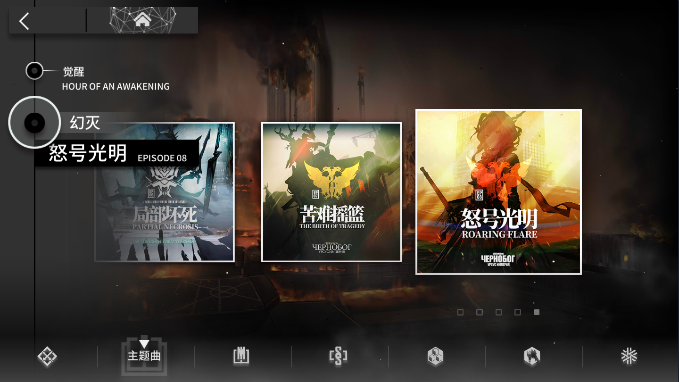 觉醒
HOUR OF AN AWAKENING
幻灭
怒号光明 EPISODE 08
局部坏死
PARTIAL NECROSIS
苦难摇篮
THE BIRTH OF TRAGEDY
ЧЕРНОБОГ
怒号光明
ROARING FLARE
ЧЕРНОБОГ
主题曲